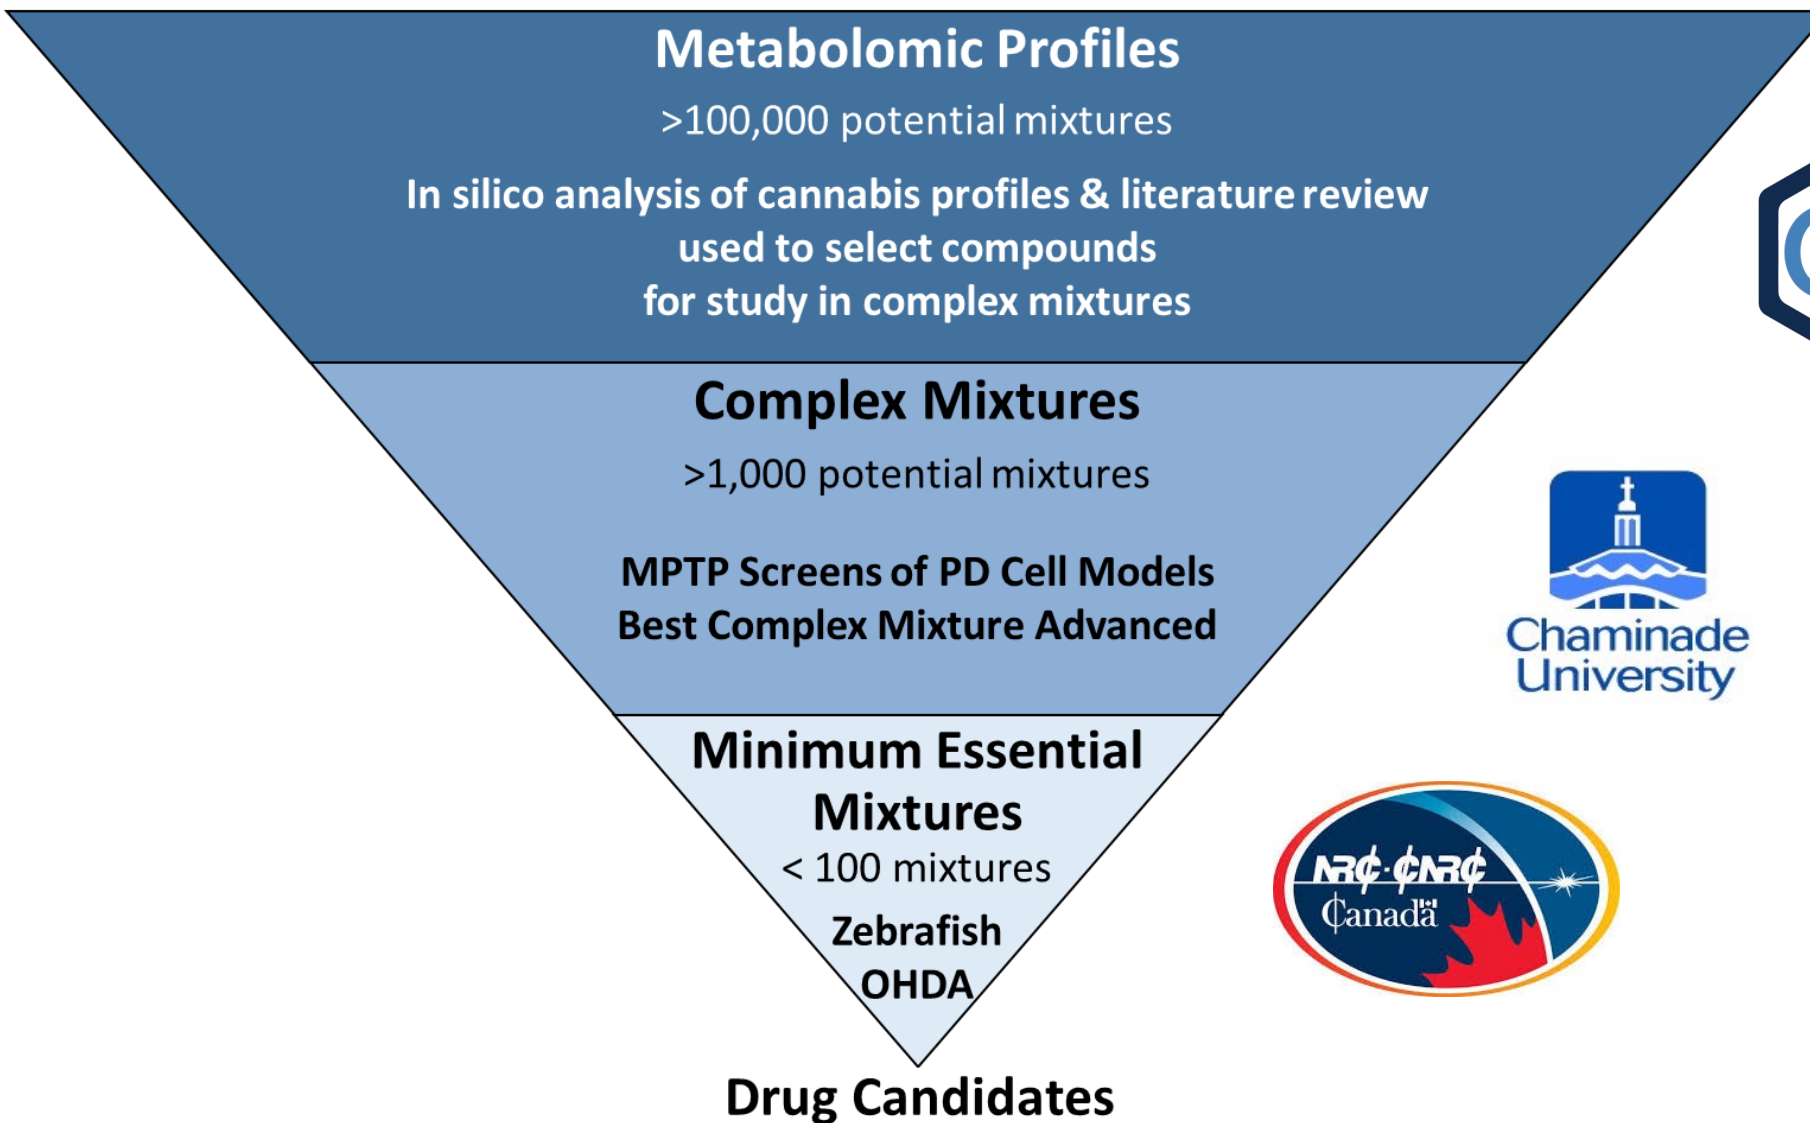 Metabolomic Profiles
>100,000 potential mixtures
In silico analysis of cannabis profiles & literature review
used to select compounds
for study in complex mixtures
Complex Mixtures
>1,000 potential mixtures
MPTP Screens of PD Cell Models
Best Complex Mixture Advanced
Chaminade
University
Minimum Essential
Mixtures
< 100 mixtures
Zebrafish
OHDA
NRC·CNRC
Canada
Drug Candidates